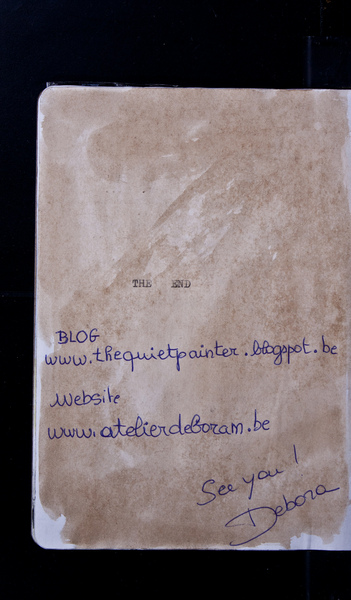 THE END
BLOG
www.thequietpainter.blogspot.be
Website
www.atelierdeboram.be
See you!
Debora